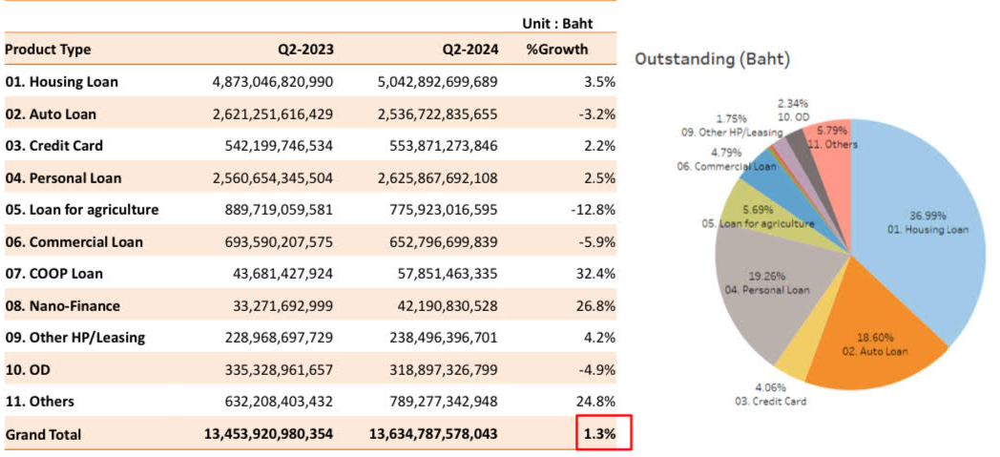 Unit : Baht
Product Type Q2-2023 Q2-2024 %Growth
01. Housing Loan 4,873,046,820,990 5,042,892,699,689 3.5%
02. Auto Loan 2,621,251,616,429 2,536,722,835,655 -3.2%
03. Credit Card 542,199,746,534 553,871,273,846 2.2%
04. Personal Loan 2,560,654,345,504 2,625,867,692,108 2.5%
05. Loan for agriculture 889,719,059,581 775,923,016,595 -12.8%
06. Commercial Loan 693,590,207,575 652,796,699,839 -5.9%
07. COOP Loan 43,681,427,924 57,851,463,335 32.4%
08. Nano-Finance 33,271,692,999 42,190,830,528 26.8%
09. Other HP/Leasing 228,968,697,729 238,496,396,701 4.2%
10. OD 335,328,961,657 318,897,326,799 -4.9%
11. Others 632,208,403,432 789,277,342,948 24.8%
Grand Total 13,453,920,980,354 13,634,787,578,043 1.3%
Outstanding (Baht)
2.34%
10. OD
1.75%
09. Other HP/Leasing
5.79%
11. Others
4.79%
06. Commercial Loan
5.69%
05. Loan for agriculture
36.99%
01. Housing Loan
19.26%
04. Personal Loan
18.60%
02. Auto Loan
4.06%
03. Credit Card